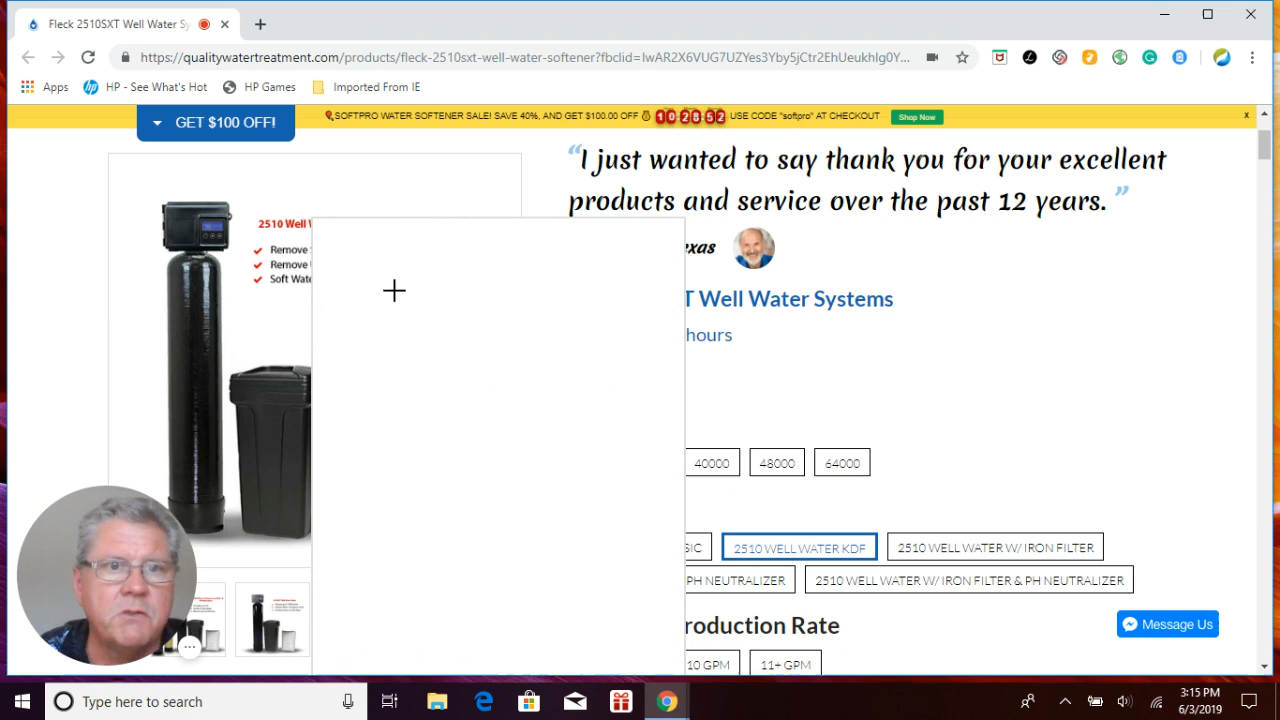 Fleck 2510SXT Well Water Sy
https://qualitywatertreatment.com/products/fleck-2510sxt-well-water-softener?fbclid=IwAR2X6VUG7UZYes3Yby5jCtr2EhUeukhIg0Y...
Apps
HP - See What's Hot
HP Games
Imported From IE
GET $100 OFF!
SOFTPRO WATER SOFTENER SALE! SAVE 40%, AND GET $100.00 OFF
10 28 52
USE CODE "softpro" AT CHECKOUT
Shop Now
x
"I just wanted to say thank you for your excellent
products and service over the past 12 years."
exas
2510 Well W
Remove
Remove
Soft Wate
T Well Water Systems
hours
40000
48000
64000
SIC
2510 WELL WATER KDF
2510 WELL WATER W/ IRON FILTER
PH NEUTRALIZER
2510 WELL WATER W/ IRON FILTER & PH NEUTRALIZER
roduction Rate
Message Us
10 GPM
11+ GPM
Type here to search
3:15 PM
6/3/2019